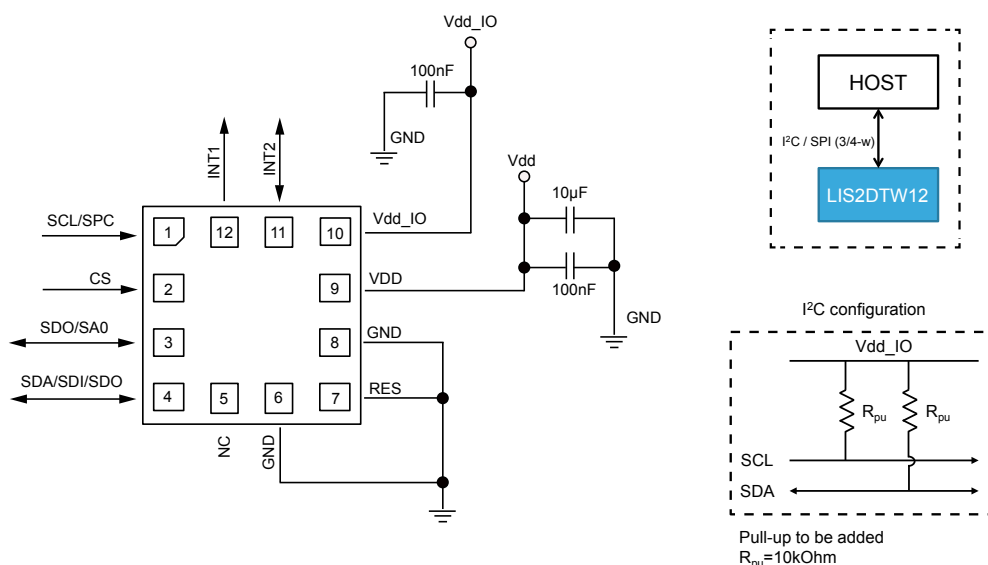 Vdd_IO
100nF
GND
INT1
INT2
Vdd
10µF
100nF
GND
SCL/SPC
CS
SDO/SA0
SDA/SDI/SDO
1
12
11
10
2
9
3
8
4
5
6
7
Vdd_IO
VDD
GND
RES
NC
GND
HOST
I²C / SPI (3/4-w)
LIS2DTW12
I²C configuration
Vdd_IO
Rpu
Rpu
SCL
SDA
Pull-up to be added
Rpu=10kOhm